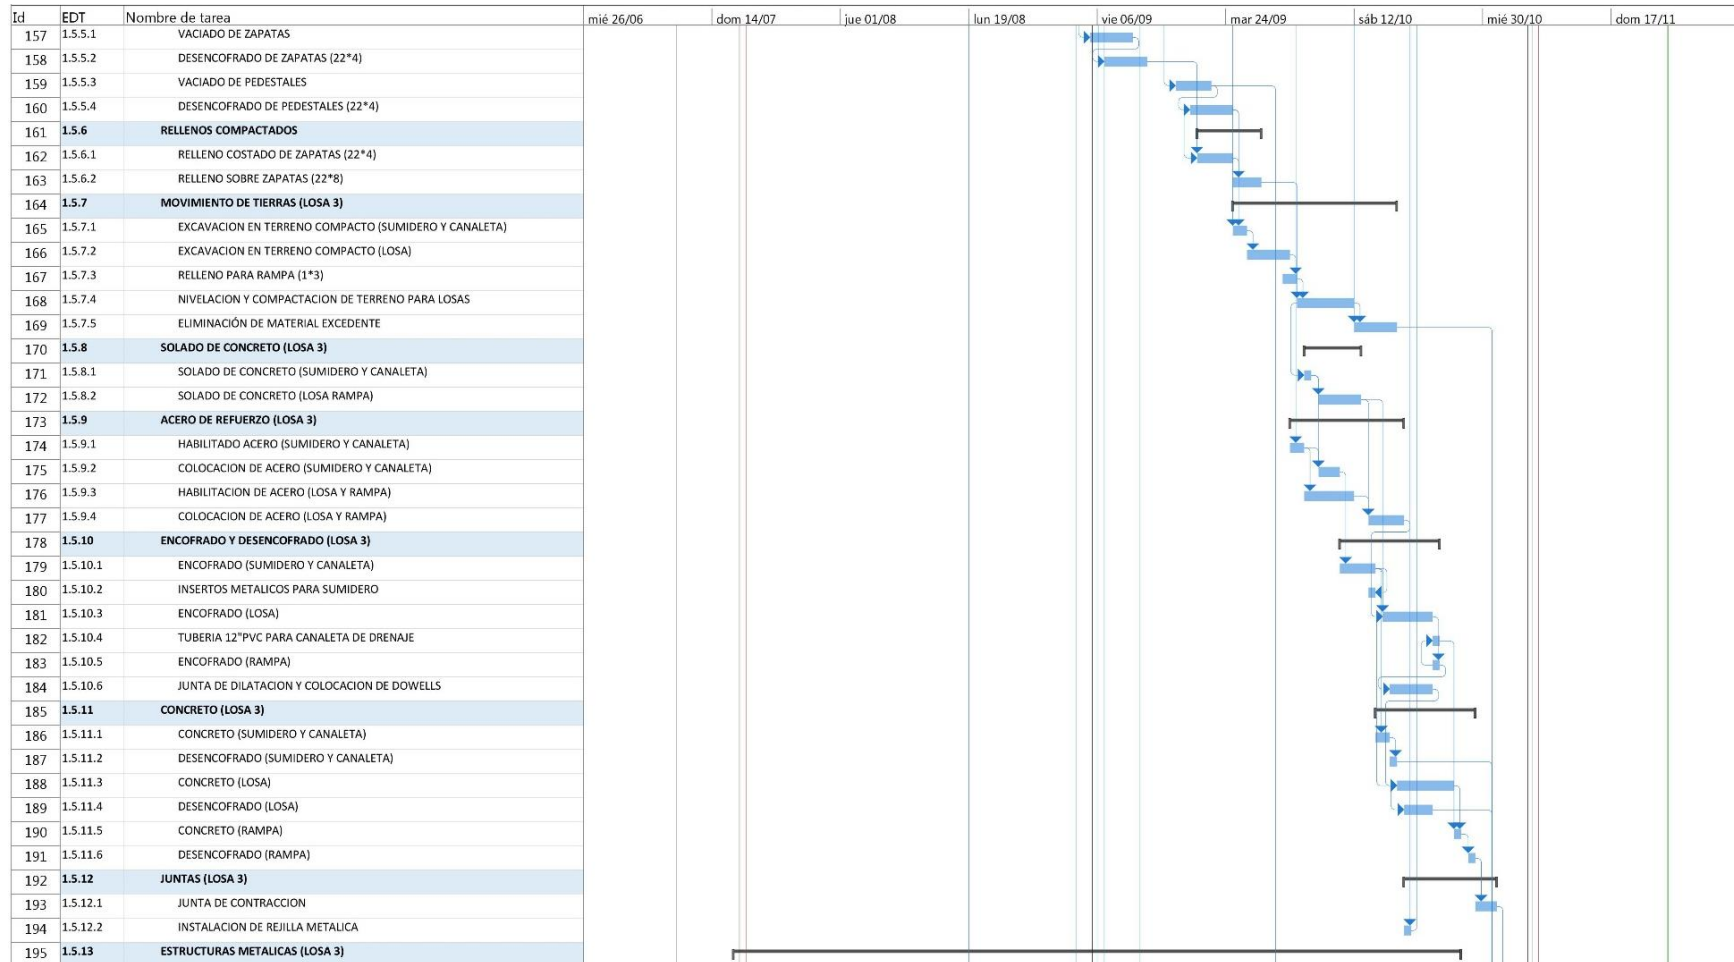 Id EDT Nombre de tarea mié 26/06 dom 14/07 jue 01/08 lun 19/08 vie 06/09 mar 24/09 sáb 12/10 mié 30/10 dom 17/11
157 1.5.5.1 VACIADO DE ZAPATAS
158 1.5.5.2 DESENCOFRADO DE ZAPATAS (22*4)
159 1.5.5.3 VACIADO DE PEDESTALES
160 1.5.5.4 DESENCOFRADO DE PEDESTALES (22*4)
161 1.5.6 RELLENOS COMPACTADOS
162 1.5.6.1 RELLENO COSTADO DE ZAPATAS (22*4)
163 1.5.6.2 RELLENO SOBRE ZAPATAS (22*8)
164 1.5.7 MOVIMIENTO DE TIERRAS (LOSA 3)
165 1.5.7.1 EXCAVACION EN TERRENO COMPACTO (SUMIDERO Y CANALETA)
166 1.5.7.2 EXCAVACION EN TERRENO COMPACTO (LOSA)
167 1.5.7.3 RELLENO PARA RAMPA (1*3)
168 1.5.7.4 NIVELACION Y COMPACTACION DE TERRENO PARA LOSAS
169 1.5.7.5 ELIMINACIÓN DE MATERIAL EXCEDENTE
170 1.5.8 SOLADO DE CONCRETO (LOSA 3)
171 1.5.8.1 SOLADO DE CONCRETO (SUMIDERO Y CANALETA)
172 1.5.8.2 SOLADO DE CONCRETO (LOSA RAMPA)
173 1.5.9 ACERO DE REFUERZO (LOSA 3)
174 1.5.9.1 HABILITADO ACERO (SUMIDERO Y CANALETA)
175 1.5.9.2 COLOCACION DE ACERO (SUMIDERO Y CANALETA)
176 1.5.9.3 HABILITACION DE ACERO (LOSA Y RAMPA)
177 1.5.9.4 COLOCACION DE ACERO (LOSA Y RAMPA)
178 1.5.10 ENCOFRADO Y DESENCOFRADO (LOSA 3)
179 1.5.10.1 ENCOFRADO (SUMIDERO Y CANALETA)
180 1.5.10.2 INSERTOS METALICOS PARA SUMIDERO
181 1.5.10.3 ENCOFRADO (LOSA)
182 1.5.10.4 TUBERIA 12"PVC PARA CANALETA DE DRENAJE
183 1.5.10.5 ENCOFRADO (RAMPA)
184 1.5.10.6 JUNTA DE DILATACION Y COLOCACION DE DOWELLS
185 1.5.11 CONCRETO (LOSA 3)
186 1.5.11.1 CONCRETO (SUMIDERO Y CANALETA)
187 1.5.11.2 DESENCOFRADO (SUMIDERO Y CANALETA)
188 1.5.11.3 CONCRETO (LOSA)
189 1.5.11.4 DESENCOFRADO (LOSA)
190 1.5.11.5 CONCRETO (RAMPA)
191 1.5.11.6 DESENCOFRADO (RAMPA)
192 1.5.12 JUNTAS (LOSA 3)
193 1.5.12.1 JUNTA DE CONTRACCION
194 1.5.12.2 INSTALACION DE REJILLA METALICA
195 1.5.13 ESTRUCTURAS METALICAS (LOSA 3)